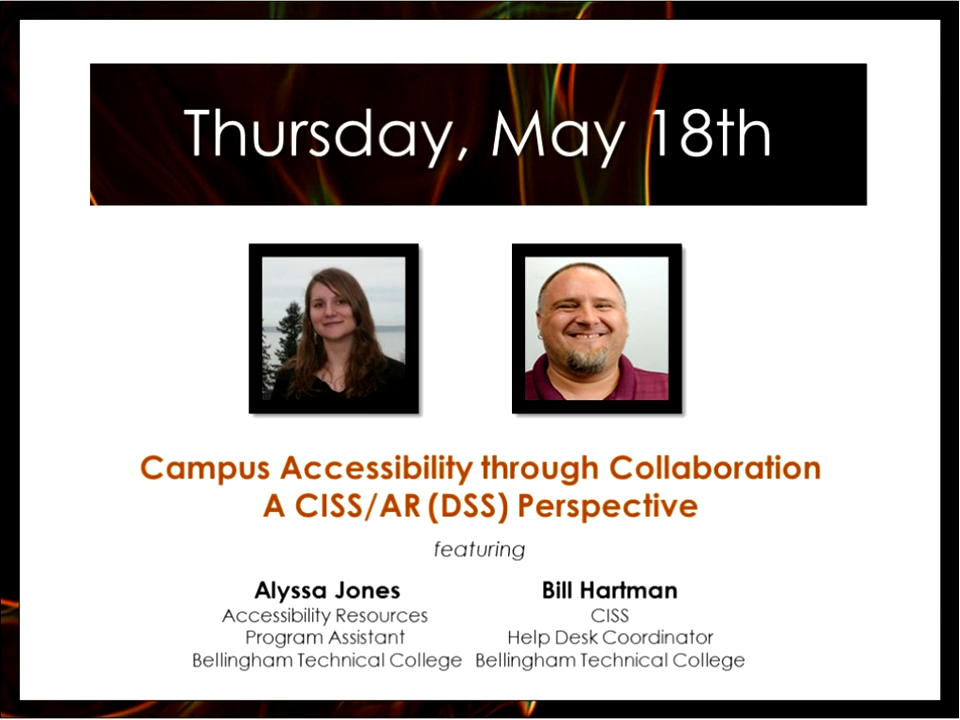 Thursday, May 18th
Campus Accessibility through Collaboration
A CISS/AR (DSS) Perspective
featuring
Alyssa Jones
Accessibility Resources
Program Assistant
Bellingham Technical College
Bill Hartman
CISS
Help Desk Coordinator
Bellingham Technical College